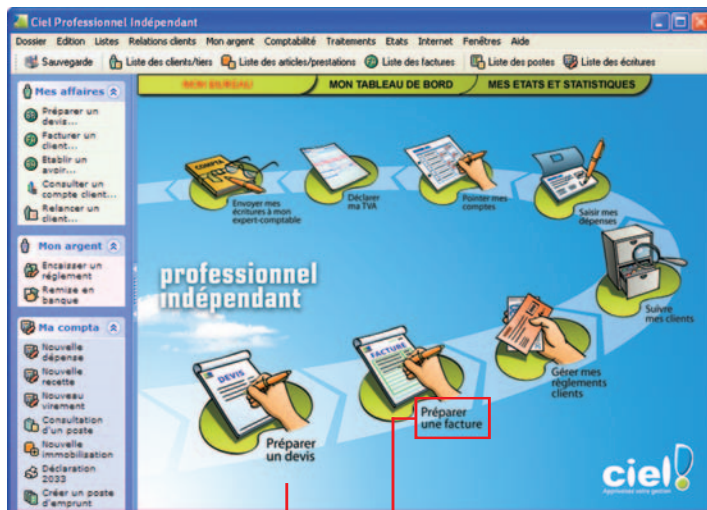 Ciel Professionnel Indépendant
Dossier Edition Listes Relations clients Mon argent Comptabilité Traitements Etats Internet Fenêtres Aide
Sauvegarde Liste des clients/tiers Liste des articles/prestations Liste des factures Liste des postes Liste des écritures
MON BUREAU MON TABLEAU DE BORD MES ETATS ET STATISTIQUES
Mes affaires
Préparer un
devis...
Facturer un
client...
Etablir un
avoir...
Consulter un
compte client...
Relancer un
client...
Mon argent
Encaisser un
règlement
Remise en
banque
Ma compta
Nouvelle
dépense
Nouvelle
recette
Nouveau
virement
Consultation
d'un poste
Nouvelle
immobilisation
Déclaration
2033
Créer un poste
d'emprunt
COMPTA
Envoyer mes
écritures à mon
expert-comptable
Déclarer
ma TVA
Pointer mes
comptes
Saisir mes
dépenses
Suivre
mes clients
professionnel
indépendant
Gérer mes
règlements
clients
FACTURE
Préparer
une facture
DEVIS
Préparer
un devis
ciel!
Appréciez votre gestion